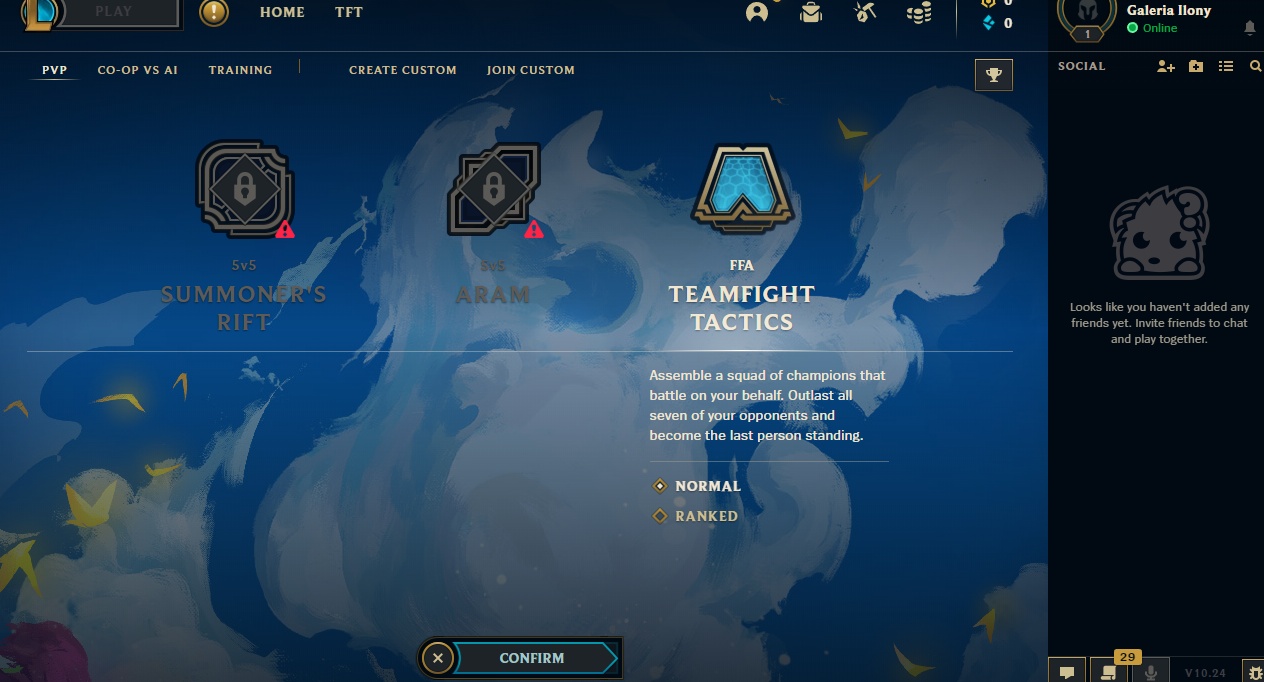 PLAY
HOME
TFT
0
0
Galeria Ilony
Online
1
PVP
CO-OP VS AI
TRAINING
CREATE CUSTOM
JOIN CUSTOM
SOCIAL
5v5
SUMMONER'S
RIFT
5v5
ARAM
FFA
TEAMFIGHT
TACTICS
Assemble a squad of champions that
battle on your behalf. Outlast all
seven of your opponents and
become the last person standing.
NORMAL
RANKED
Looks like you haven't added any
friends yet. Invite friends to chat
and play together.
CONFIRM
29
V10.24